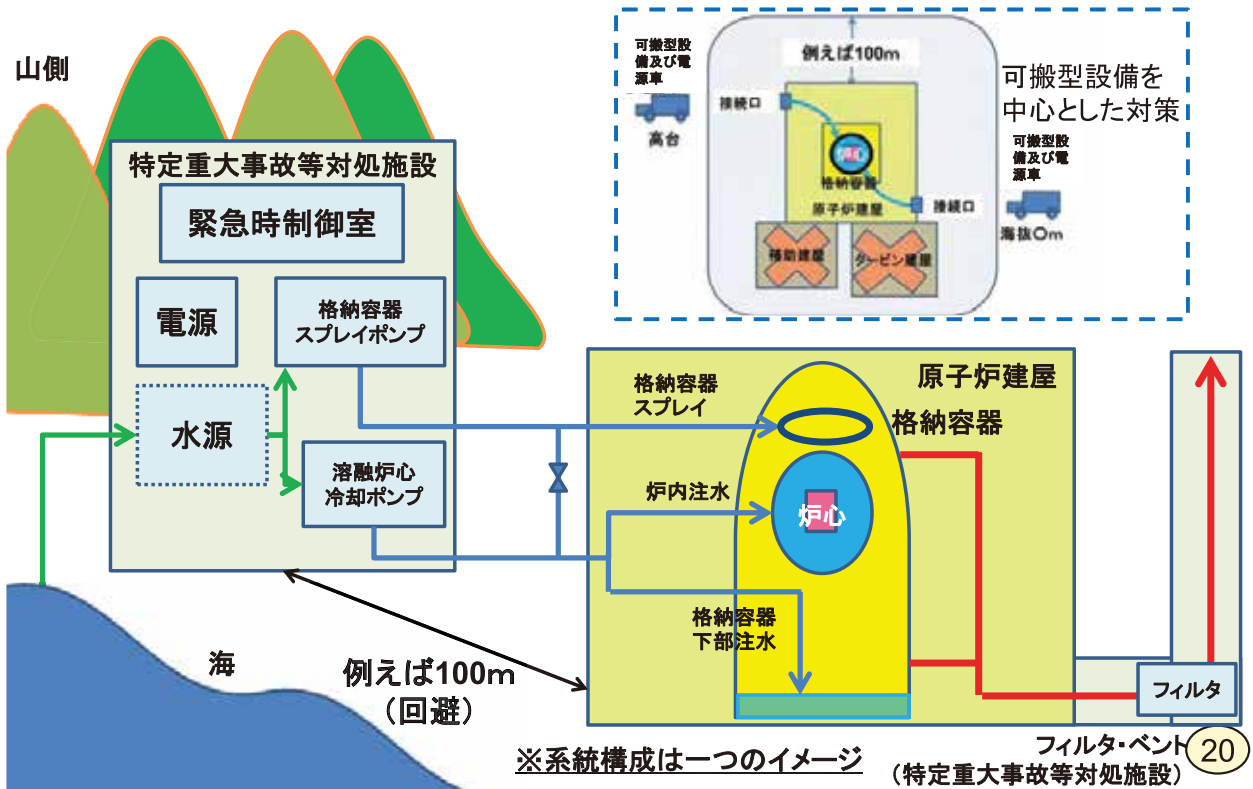 山側
特定重大事故等対処施設
緊急時制御室
電源
格納容器
スプレイポンプ
水源
溶融炉心
冷却ポンプ
海
例えば100m
（回避）
可搬型設
備及び電
源車
高台
例えば100m
接続口
炉心
格納容器
原子炉建屋
接続口
補助建屋
タービン建屋
可搬型設備を
中心とした対策
可搬型設
備及び電
源車
海抜〇m
原子炉建屋
格納容器
格納容器
スプレイ
炉内注水
炉心
格納容器
下部注水
フィルタ
※系統構成は一つのイメージ
フィルタ・ベント
（特定重大事故等対処施設）
20